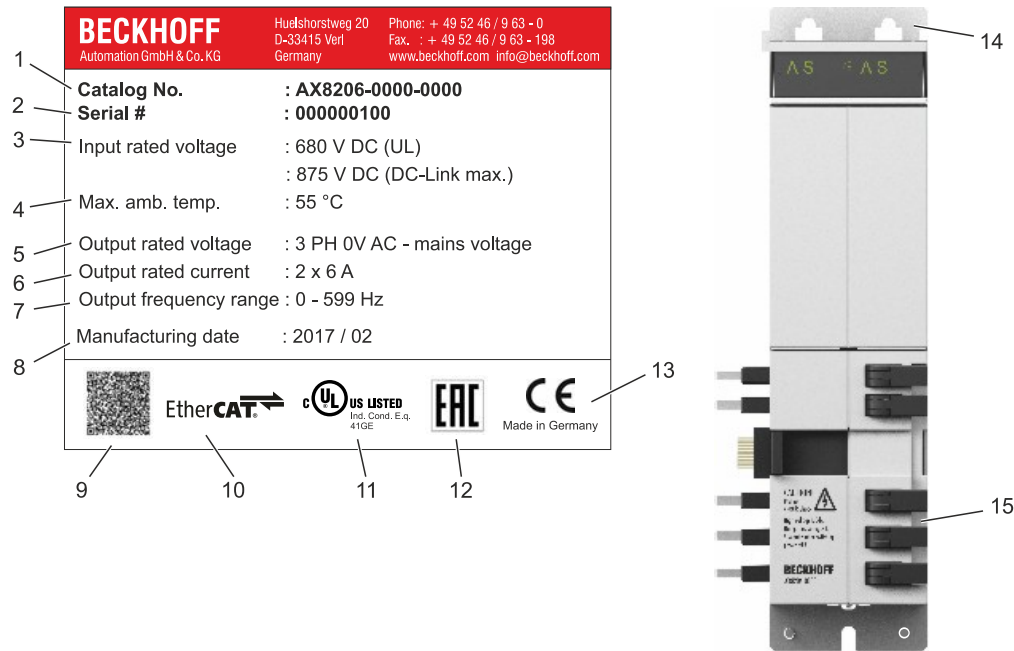 BECKHOFF
Automation GmbH & Co. KG
Huelshorstweg 20
D-33415 Verl
Germany
Phone: + 49 52 46 / 9 63 - 0
Fax. : + 49 52 46 / 9 63 - 198
www.beckhoff.com info@beckhoff.com
1
Catalog No. : AX8206-0000-0000
2
Serial # : 000000100
3
Input rated voltage : 680 V DC (UL)
: 875 V DC (DC-Link max.)
4
Max. amb. temp. : 55 °C
5
Output rated voltage : 3 PH 0V AC - mains voltage
6
Output rated current : 2 x 6 A
7
Output frequency range : 0 - 599 Hz
8
Manufacturing date : 2017 / 02
EtherCAT®
C UL ® US LISTED
Ind. Cond. E.q.
41GE
EAC
CE
Made in Germany
9
10
11
12
13
14
AS AS
15
BECKHOFF